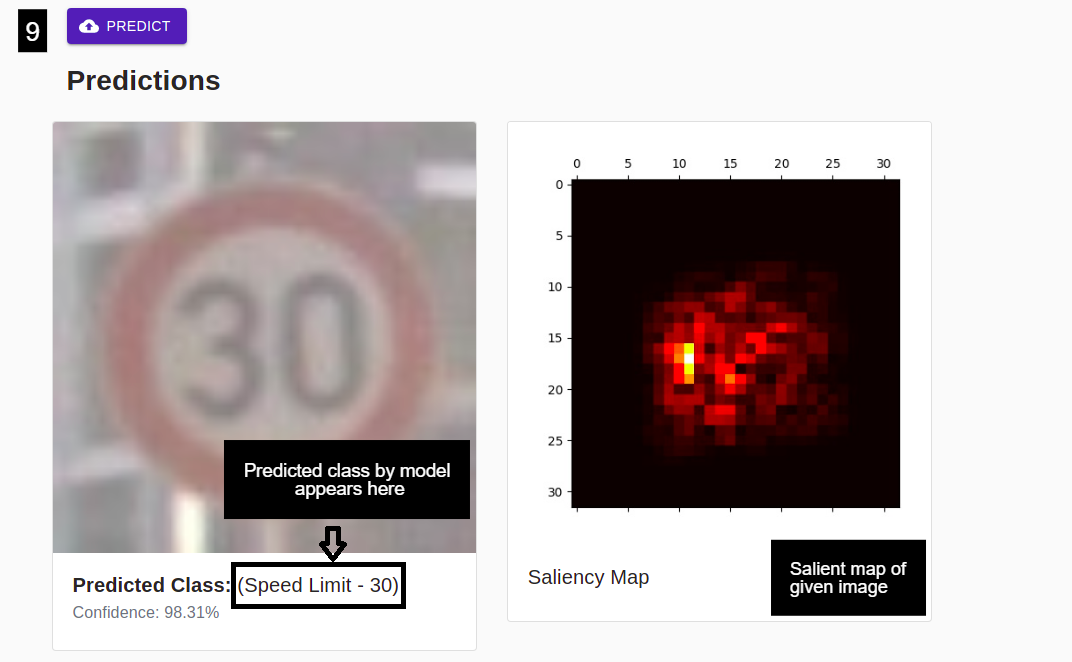 9
PREDICT
Predictions
30
Predicted class by model
appears here
Predicted Class: (Speed Limit - 30)
Confidence: 98.31%
0 5 10 15 20 25 30
0
5
10
15
20
25
30
Saliency Map
Salient map of
given image